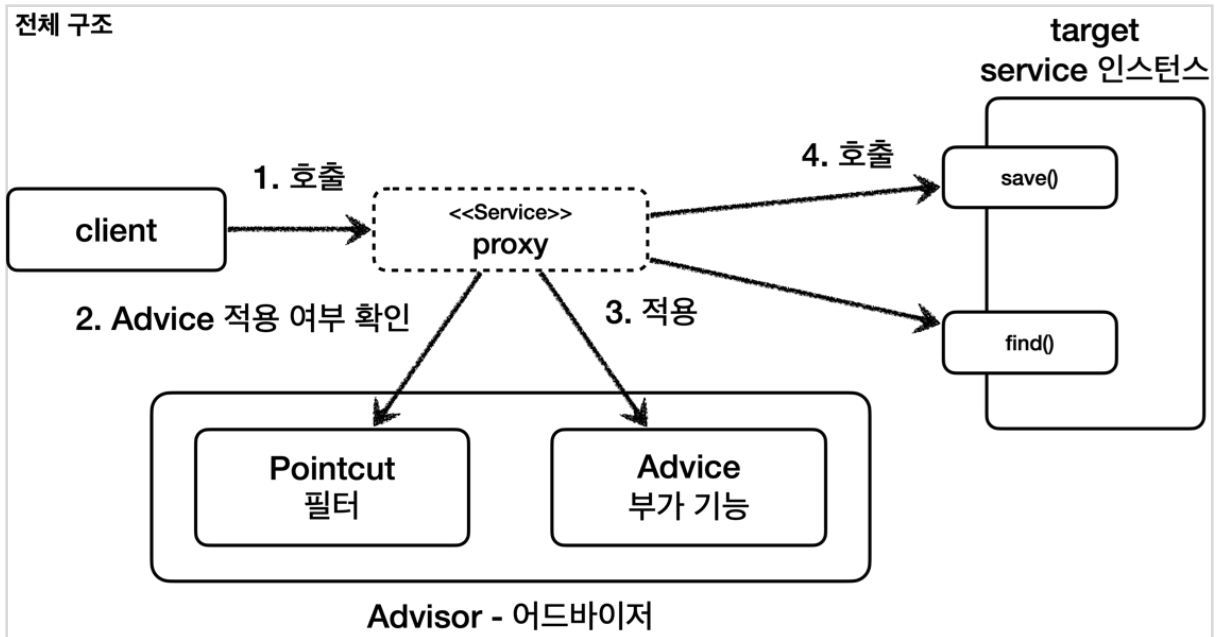 전체 구조
target
service 인스턴스
1. 호출
4. 호출
client
<<Service>>
proxy
save()
2. Advice 적용 여부 확인
3. 적용
find()
Pointcut
필터
Advice
부가 기능
Advisor - 어드바이저